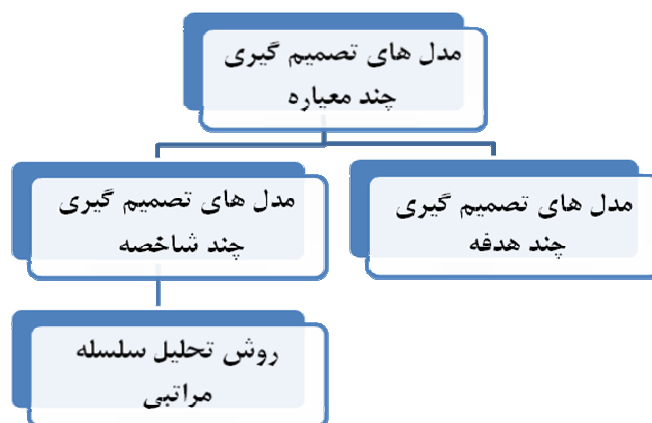 مدل های تصمیم گیری
چند معیاره
مدل های تصمیم گیری
چند هدفه
مدل های تصمیم گیری
چند شاخصه
روش تحلیل سلسله
مراتبی